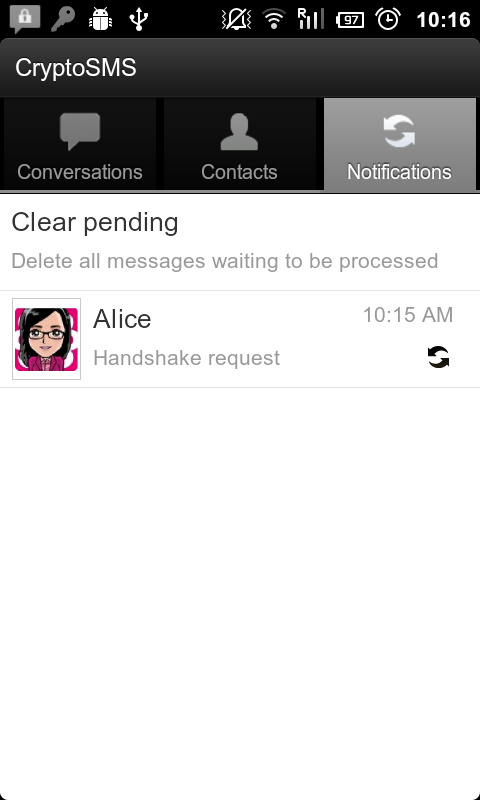 R 97 10:16
CryptoSMS
Conversations Contacts Notifications
Clear pending
Delete all messages waiting to be processed
Alice 10:15 AM
Handshake request